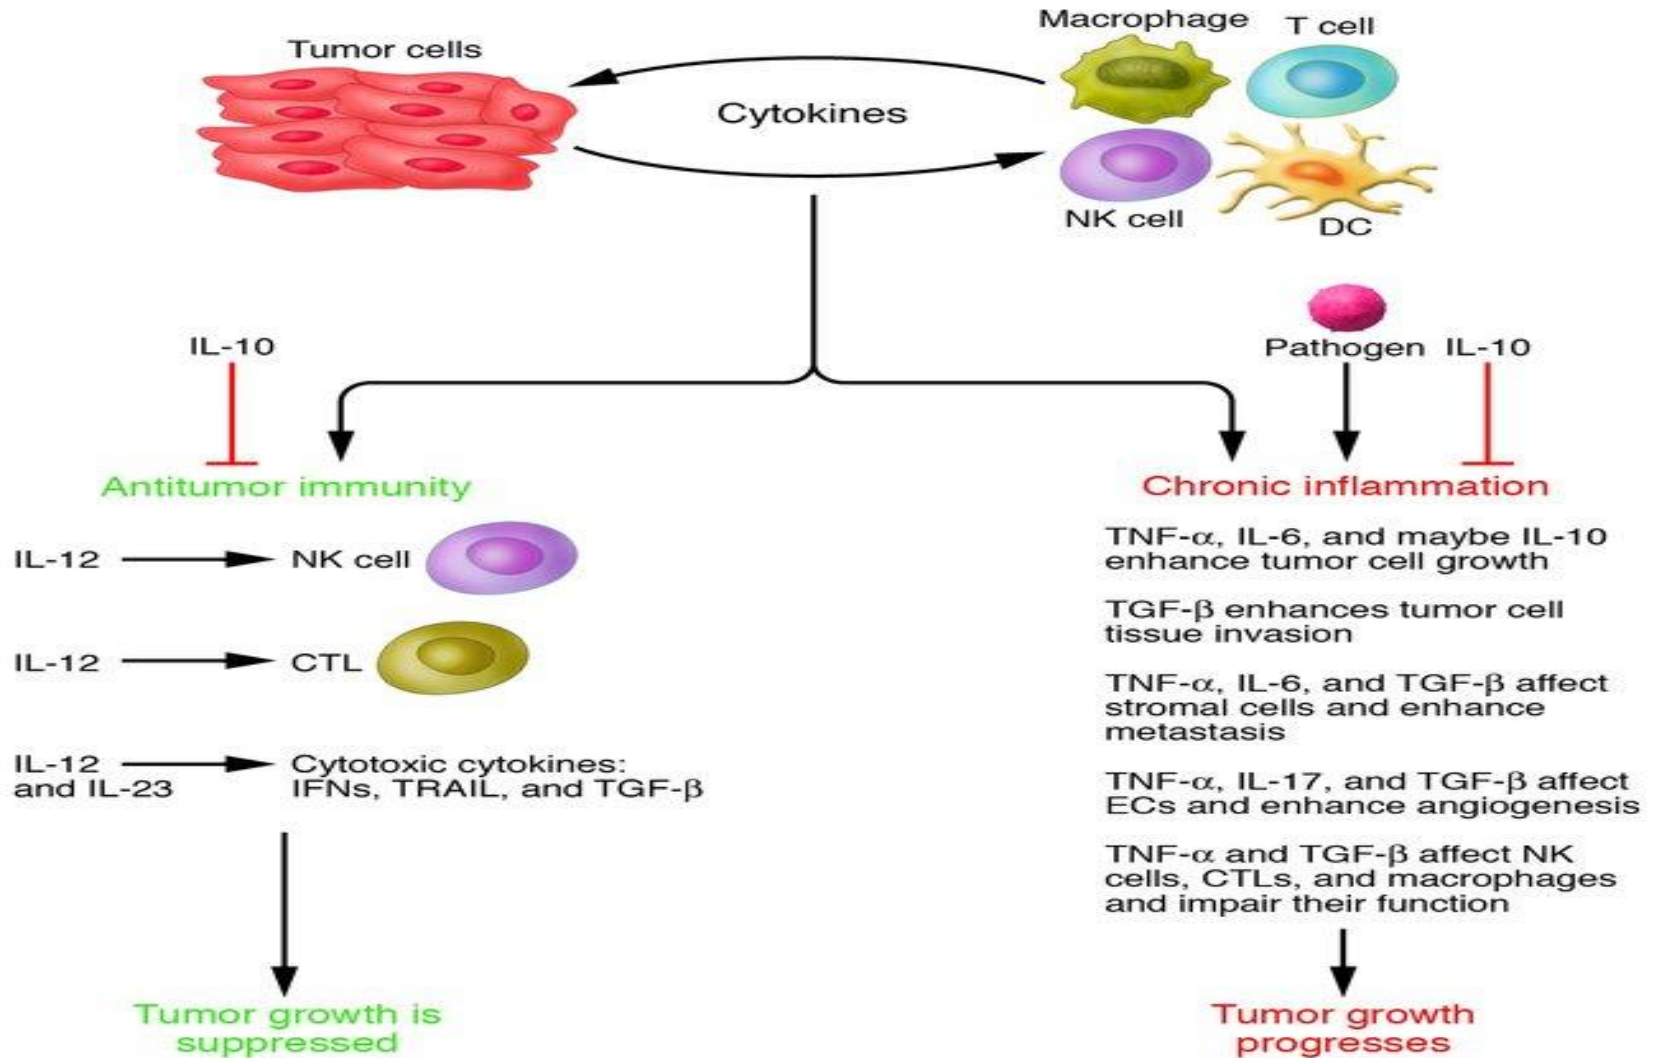 Tumor cells
Cytokines
Macrophage
T cell
NK cell
DC
IL-10
Pathogen
IL-10
Antitumor immunity
IL-12
NK cell
IL-12
CTL
IL-12
and IL-23
Cytotoxic cytokines:
IFNs, TRAIL, and TGF-β
Tumor growth is
suppressed
Chronic inflammation
TNF-α, IL-6, and maybe IL-10
enhance tumor cell growth
TGF-β enhances tumor cell
tissue invasion
TNF-α, IL-6, and TGF-β affect
stromal cells and enhance
metastasis
TNF-α, IL-17, and TGF-β affect
ECs and enhance angiogenesis
TNF-α and TGF-β affect NK
cells, CTLs, and macrophages
and impair their function
Tumor growth
progresses